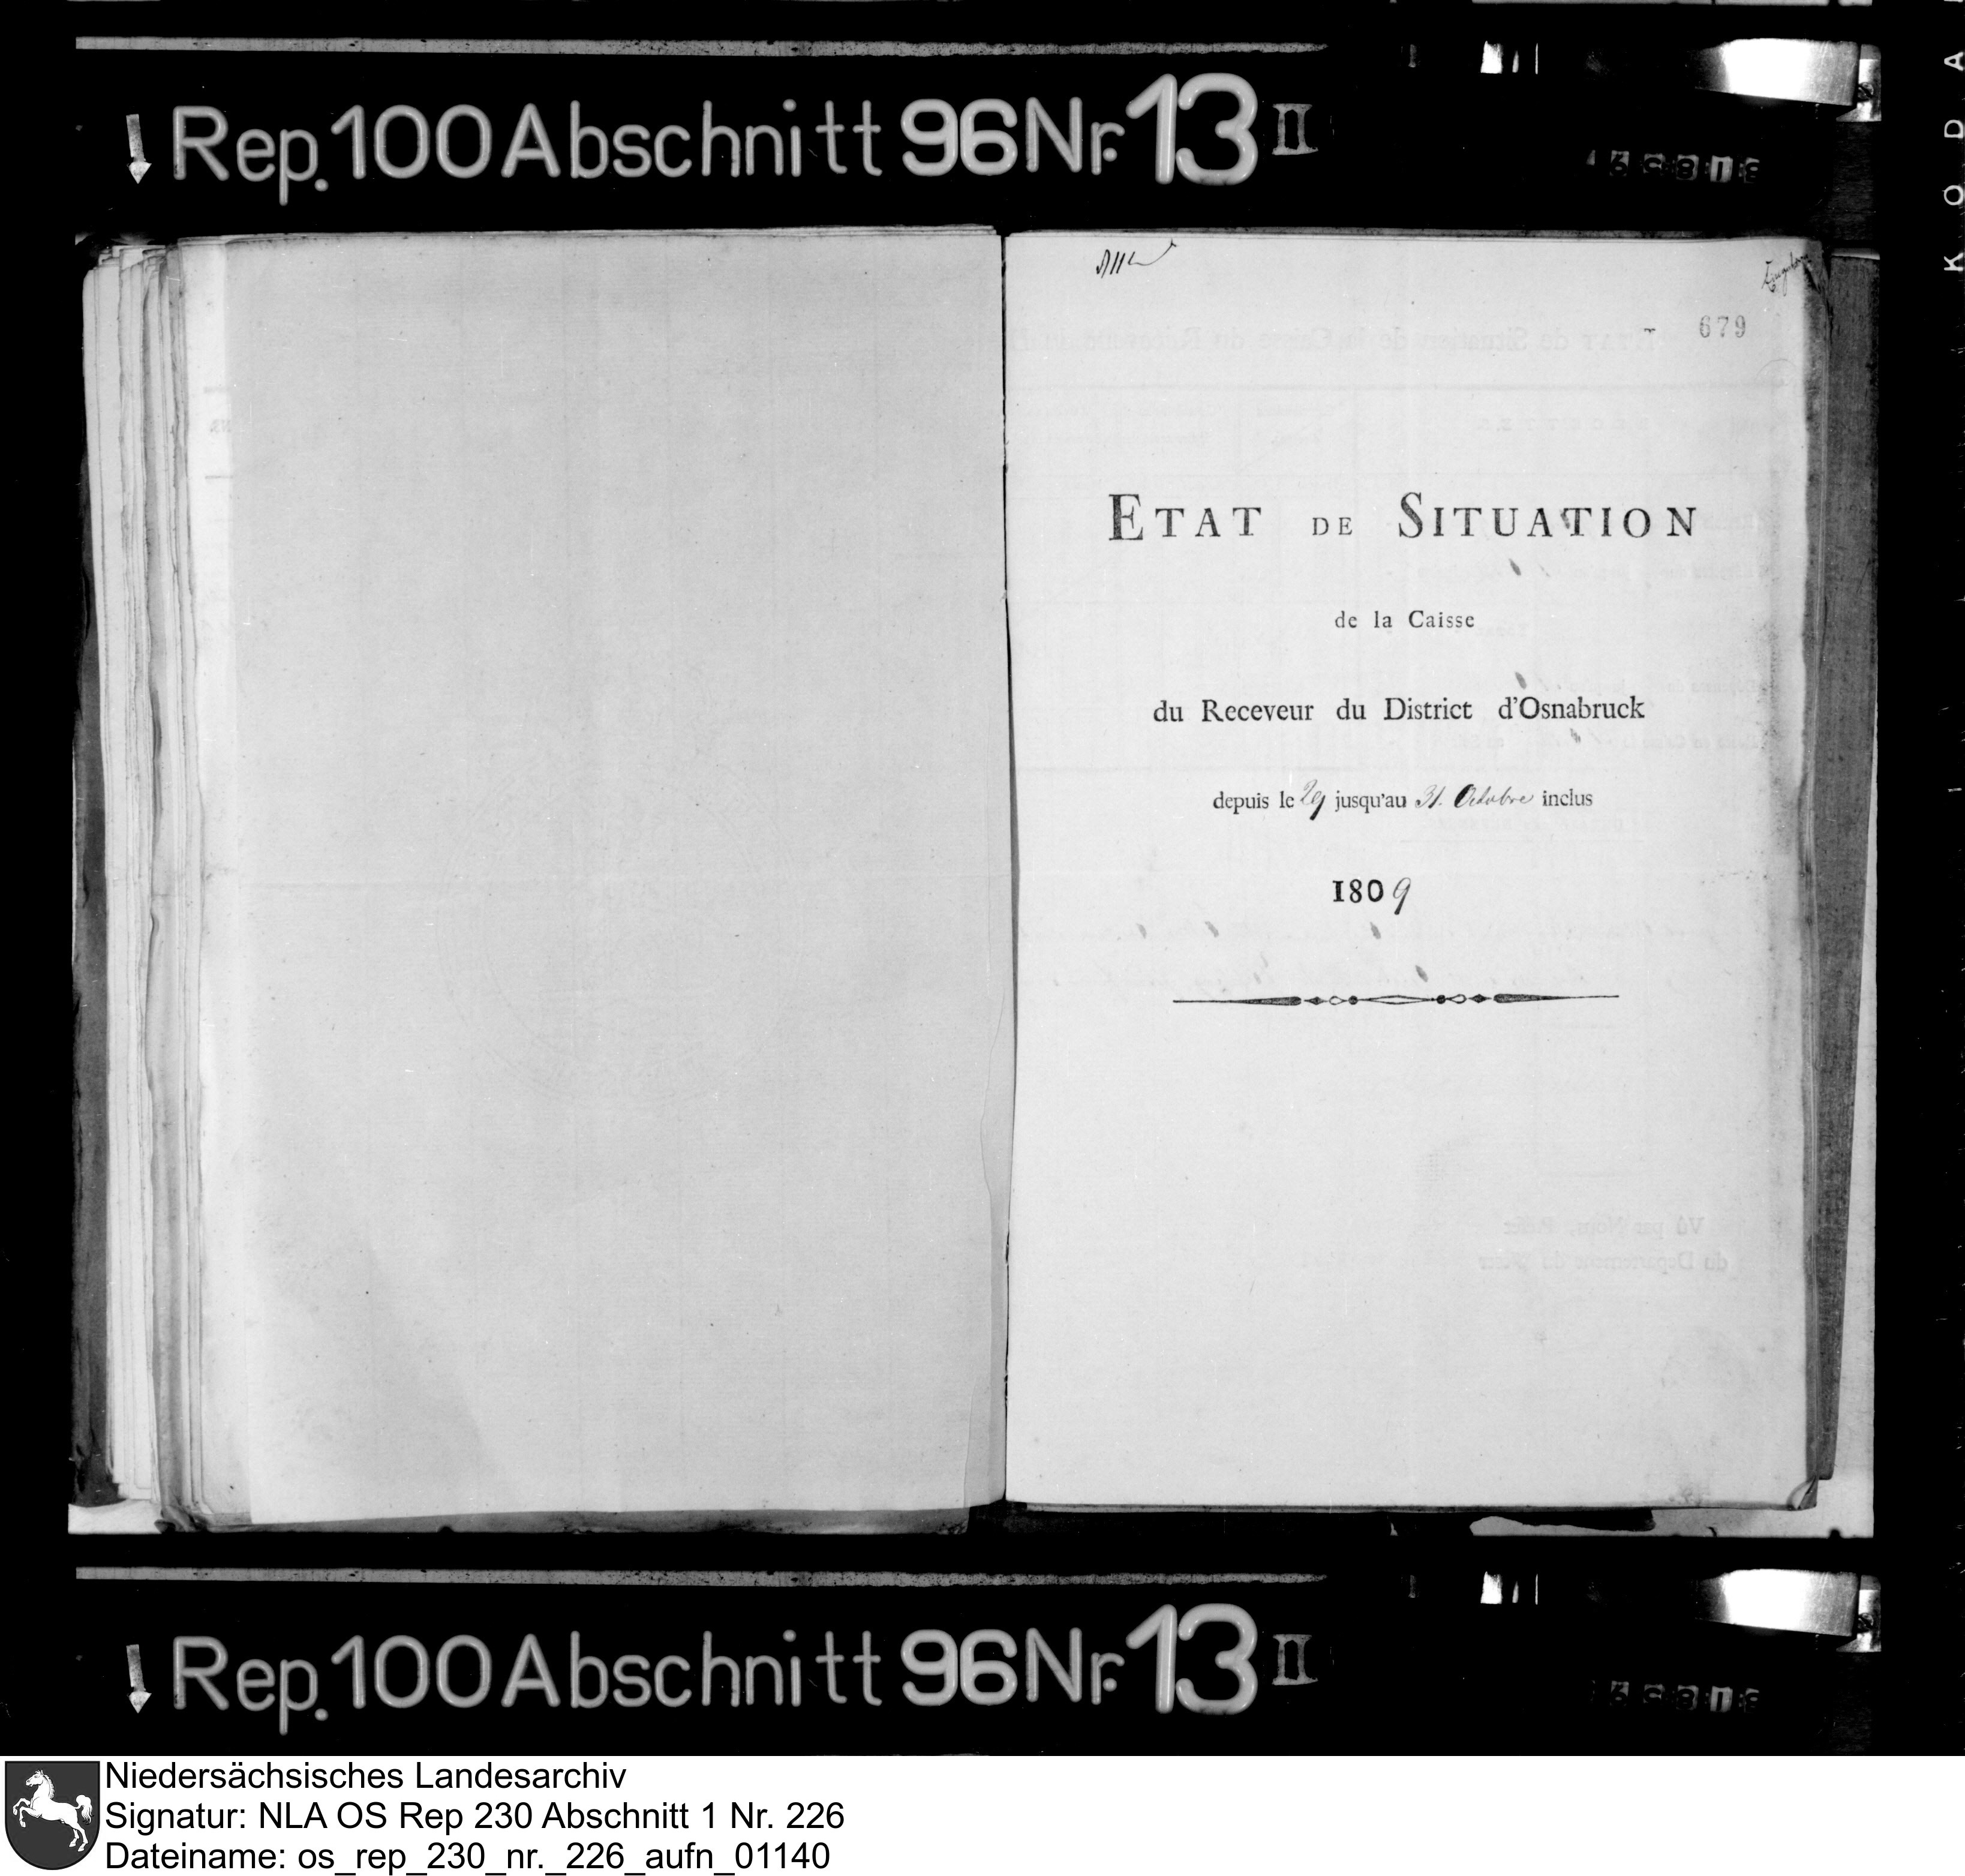 Rep. 100 Abschnitt 96 Nr. 13 II
KODA
679
ETAT DE SITUATION
de la Caisse
du Receveur du District d'Osnabruck
depuis le 29 jusqu'au 31. Octobre inclus
1809
Rep. 100 Abschnitt 96 Nr. 13 II
Niedersächsisches Landesarchiv
Signatur: NLA OS Rep 230 Abschnitt 1 Nr. 226
Dateiname: os_rep_230_nr._226_aufn_01140